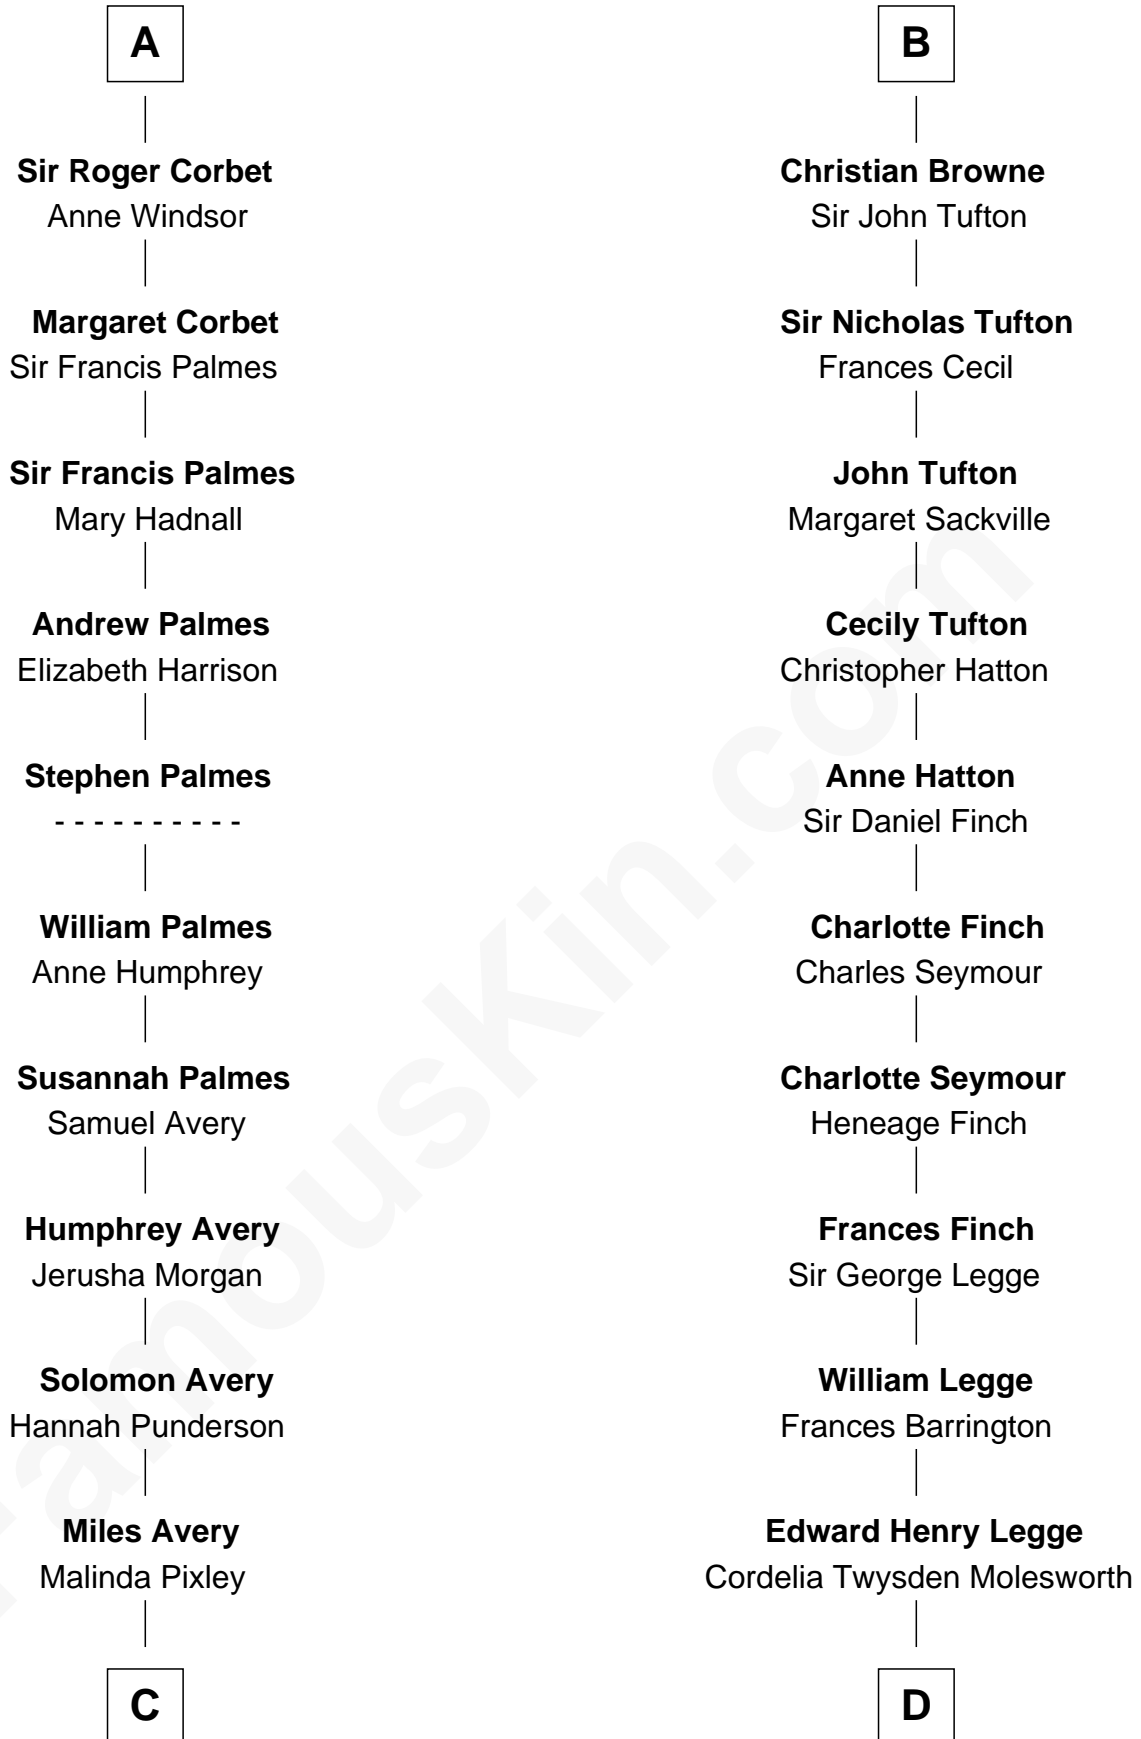 A
Sir Roger Corbet
Anne Windsor
Margaret Corbet
Sir Francis Palmes
Sir Francis Palmes
Mary Hadnall
Andrew Palmes
Elizabeth Harrison
Stephen Palmes
- - - - - - - - - -
William Palmes
Anne Humphrey
Susannah Palmes
Samuel Avery
Humphrey Avery
Jerusha Morgan
Solomon Avery
Hannah Punderson
Miles Avery
Malinda Pixley
C
B
Christian Browne
Sir John Tufton
Sir Nicholas Tufton
Frances Cecil
John Tufton
Margaret Sackville
Cecily Tufton
Christopher Hatton
Anne Hatton
Sir Daniel Finch
Charlotte Finch
Charles Seymour
Charlotte Seymour
Heneage Finch
Frances Finch
Sir George Legge
William Legge
Frances Barrington
Edward Henry Legge
Cordelia Twysden Molesworth
D
FamousKin.com